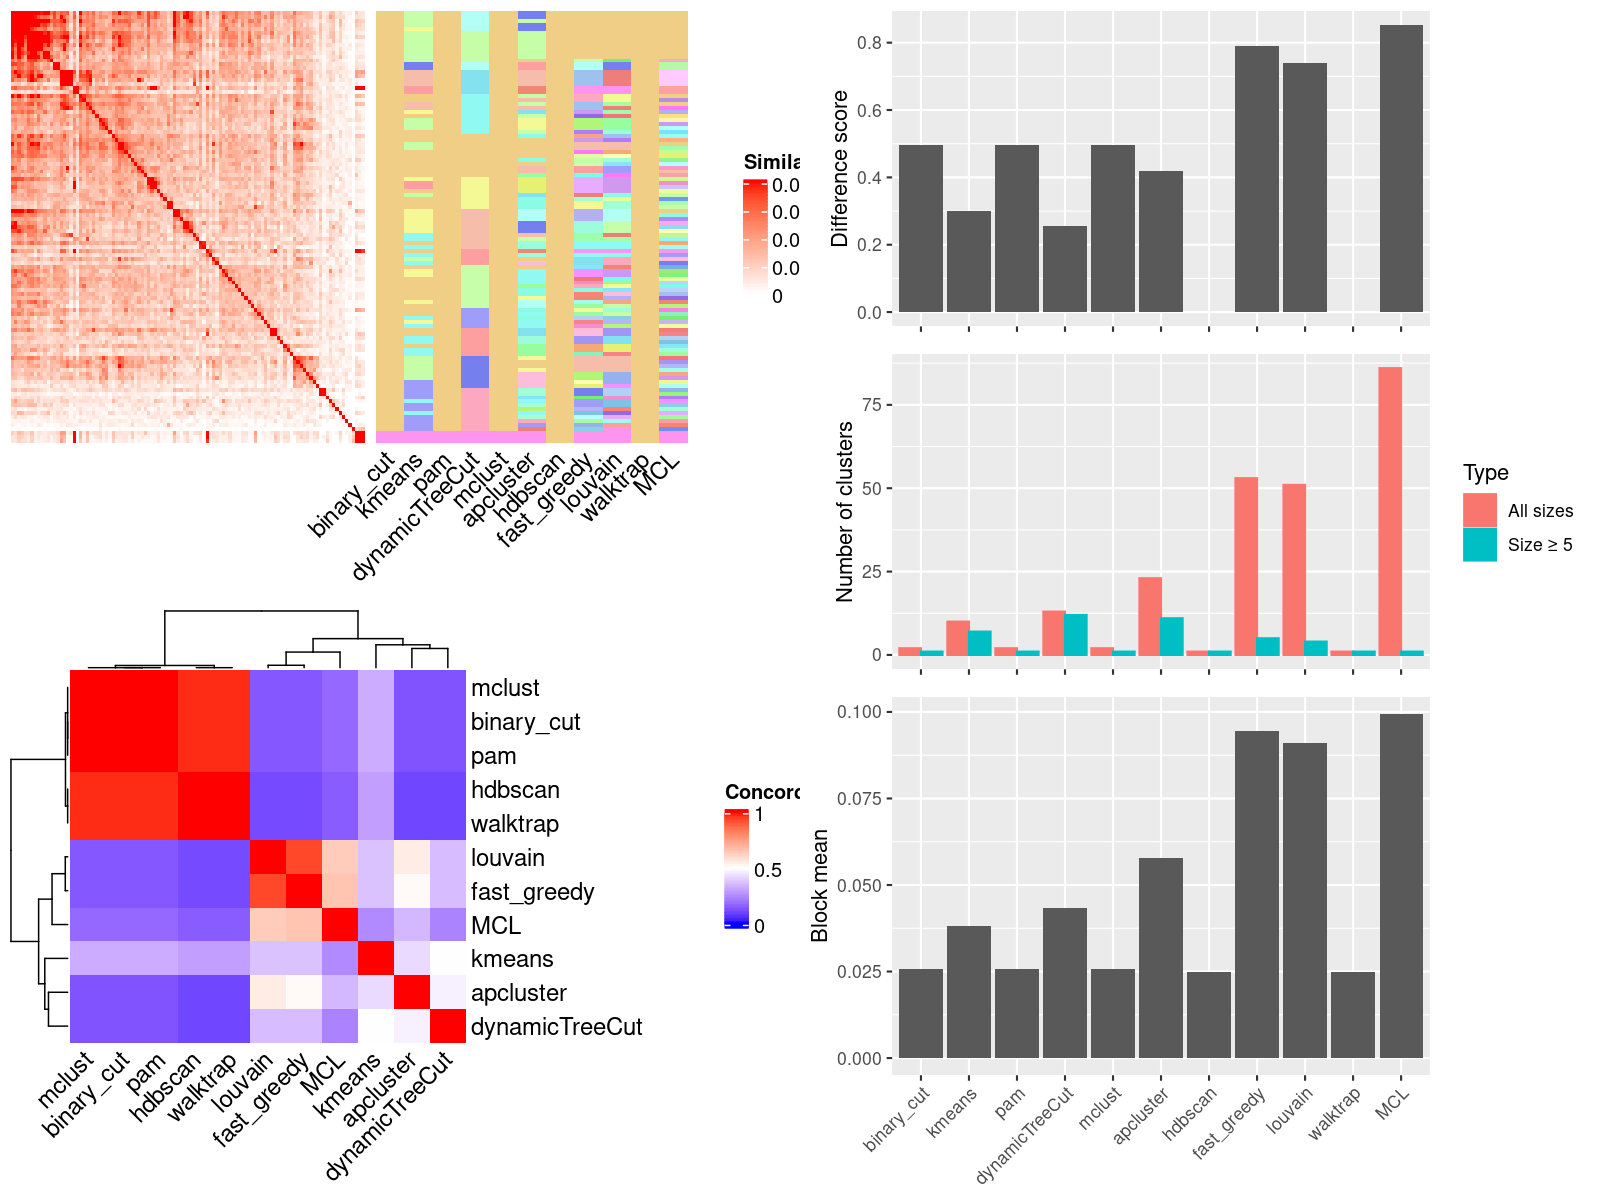 Simila
0.0
0.0
0.0
0.0
0
binary_cut
kmeans
pam
dynamicTreeCut
mclust
apcluster
hdbscan
fast_greedy
louvain
walktrap
MCL
mclust
binary_cut
pam
hdbscan
walktrap
louvain
fast_greedy
MCL
kmeans
apcluster
dynamicTreeCut
mclust
binary_cut
pam
hdbscan
walktrap
louvain
fast_greedy
MCL
kmeans
apcluster
dynamicTreeCut
Concord
1
0.5
0
Difference score
0.8
0.6
0.4
0.2
0.0
Number of clusters
75
50
25
0
Type
All sizes
Size ≥ 5
Block mean
0.100
0.075
0.050
0.025
0.000
binary_cut
kmeans
pam
dynamicTreeCut
mclust
apcluster
hdbscan
fast_greedy
louvain
walktrap
MCL